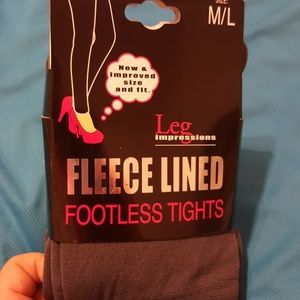 SIZE:
M/L
New &
improved
size
and fit.
Leg
impressions
FLEECE LINED
FOOTLESS TIGHTS